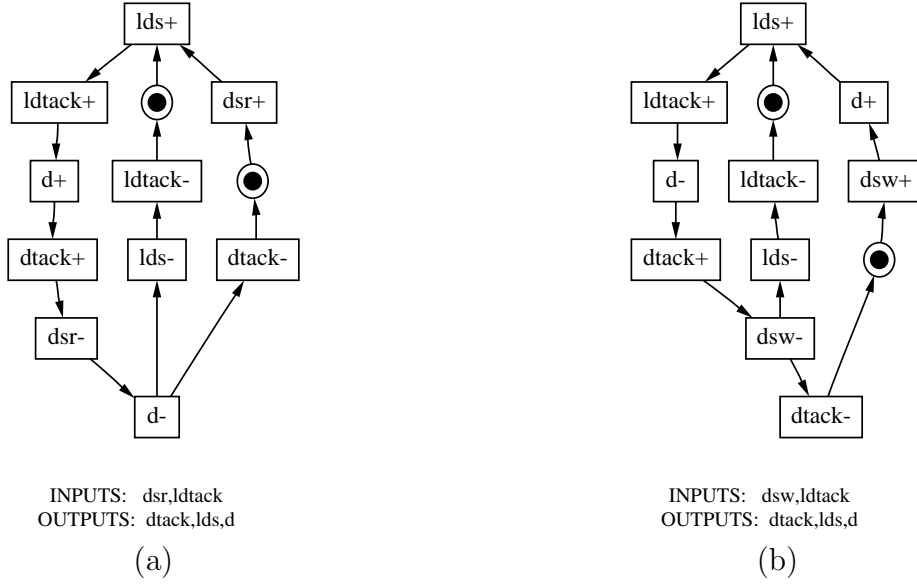 lds+
ldtack+
dsr+
d+
ldtack-
dtack+
lds-
dtack-
dsr-
d-
INPUTS: dsr,ldtack
OUTPUTS: dtack,lds,d
(a)
lds+
ldtack+
d+
d-
ldtack-
dsw+
dtack+
lds-
dsw-
dtack-
INPUTS: dsw,ldtack
OUTPUTS: dtack,lds,d
(b)